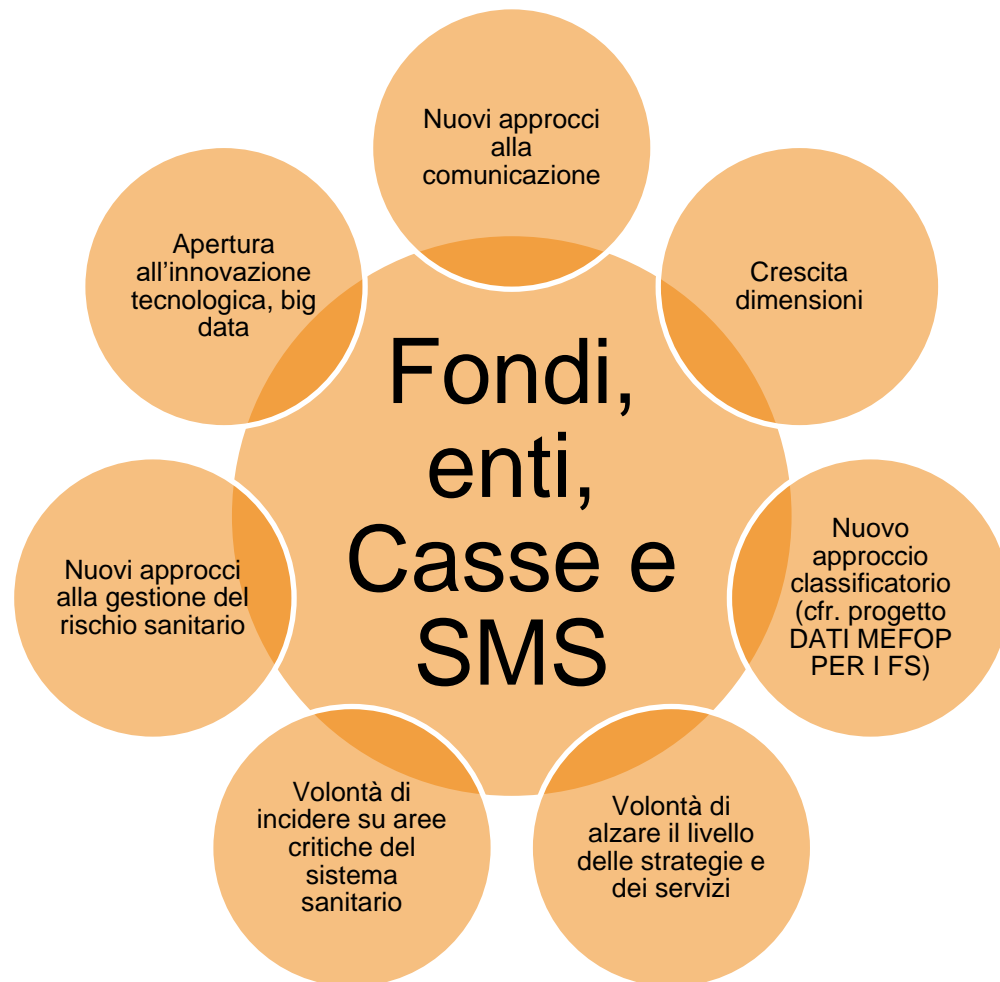 Nuovi approcci
alla
comunicazione
Crescita
dimensioni
Nuovo
approccio
classificatorio
(cfr. progetto
DATI MEFOP
PER I FS)
Volontà di
alzare il livello
delle strategie e
dei servizi
Volontà di
incidere su aree
critiche del
sistema
sanitario
Nuovi approcci
alla gestione del
rischio sanitario
Apertura
all’innovazione
tecnologica, big
data
Fondi,
enti,
Casse e
SMS